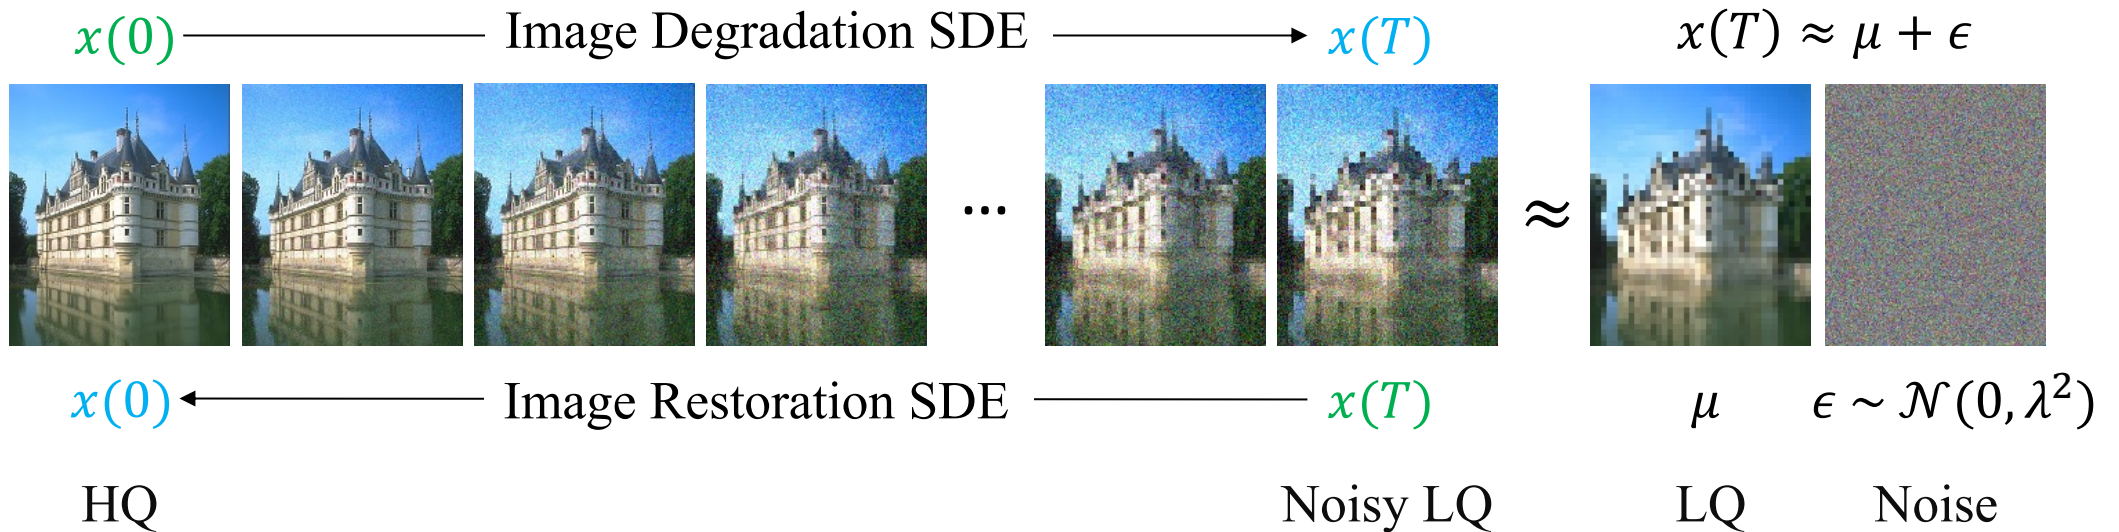 x(0) Image Degradation SDE x(T) x(T) ≈ μ + ϵ
... ≈
x(0) Image Restoration SDE x(T) μ ϵ ~ 𝒩(0, λ²)
HQ Noisy LQ LQ Noise